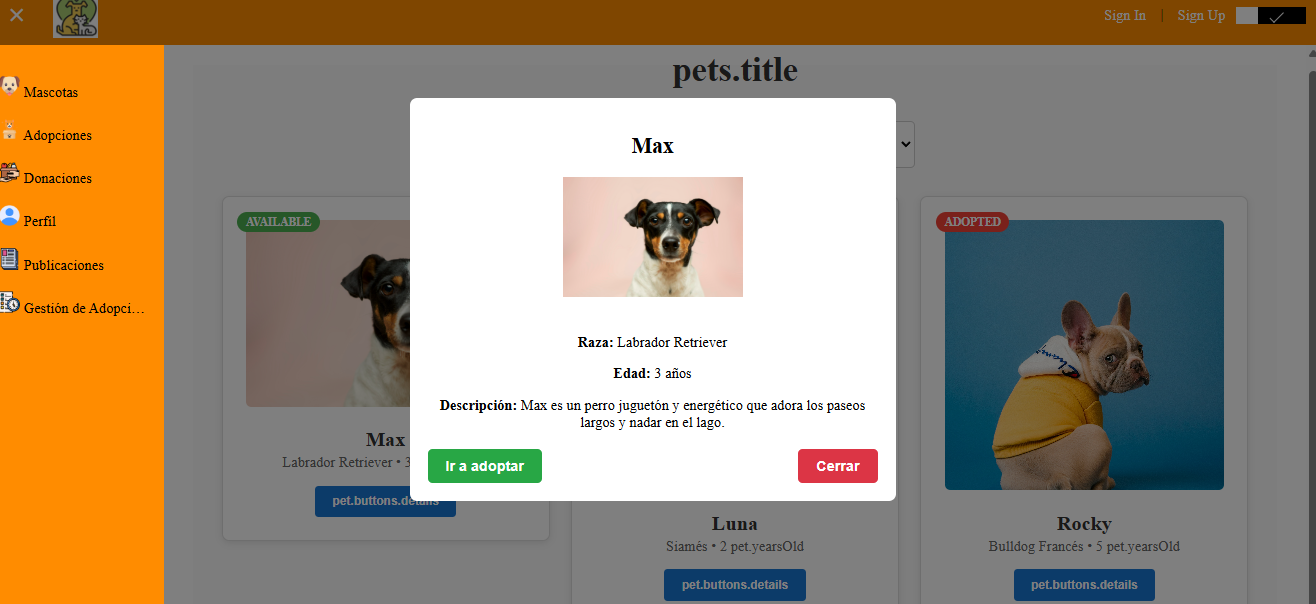 Sign In | Sign Up
pets.title
Mascotas
Adopciones
Donaciones
Perfil
Publicaciones
Gestión de Adopci…
Max
Raza: Labrador Retriever
Edad: 3 años
Descripción: Max es un perro juguetón y energético que adora los paseos
largos y nadar en el lago.
Ir a adoptar
Cerrar
AVAILABLE
Max
Labrador Retriever • 3
pet.buttons.details
Luna
Siamés • 2 pet.yearsOld
pet.buttons.details
ADOPTED
Rocky
Bulldog Francés • 5 pet.yearsOld
pet.buttons.details